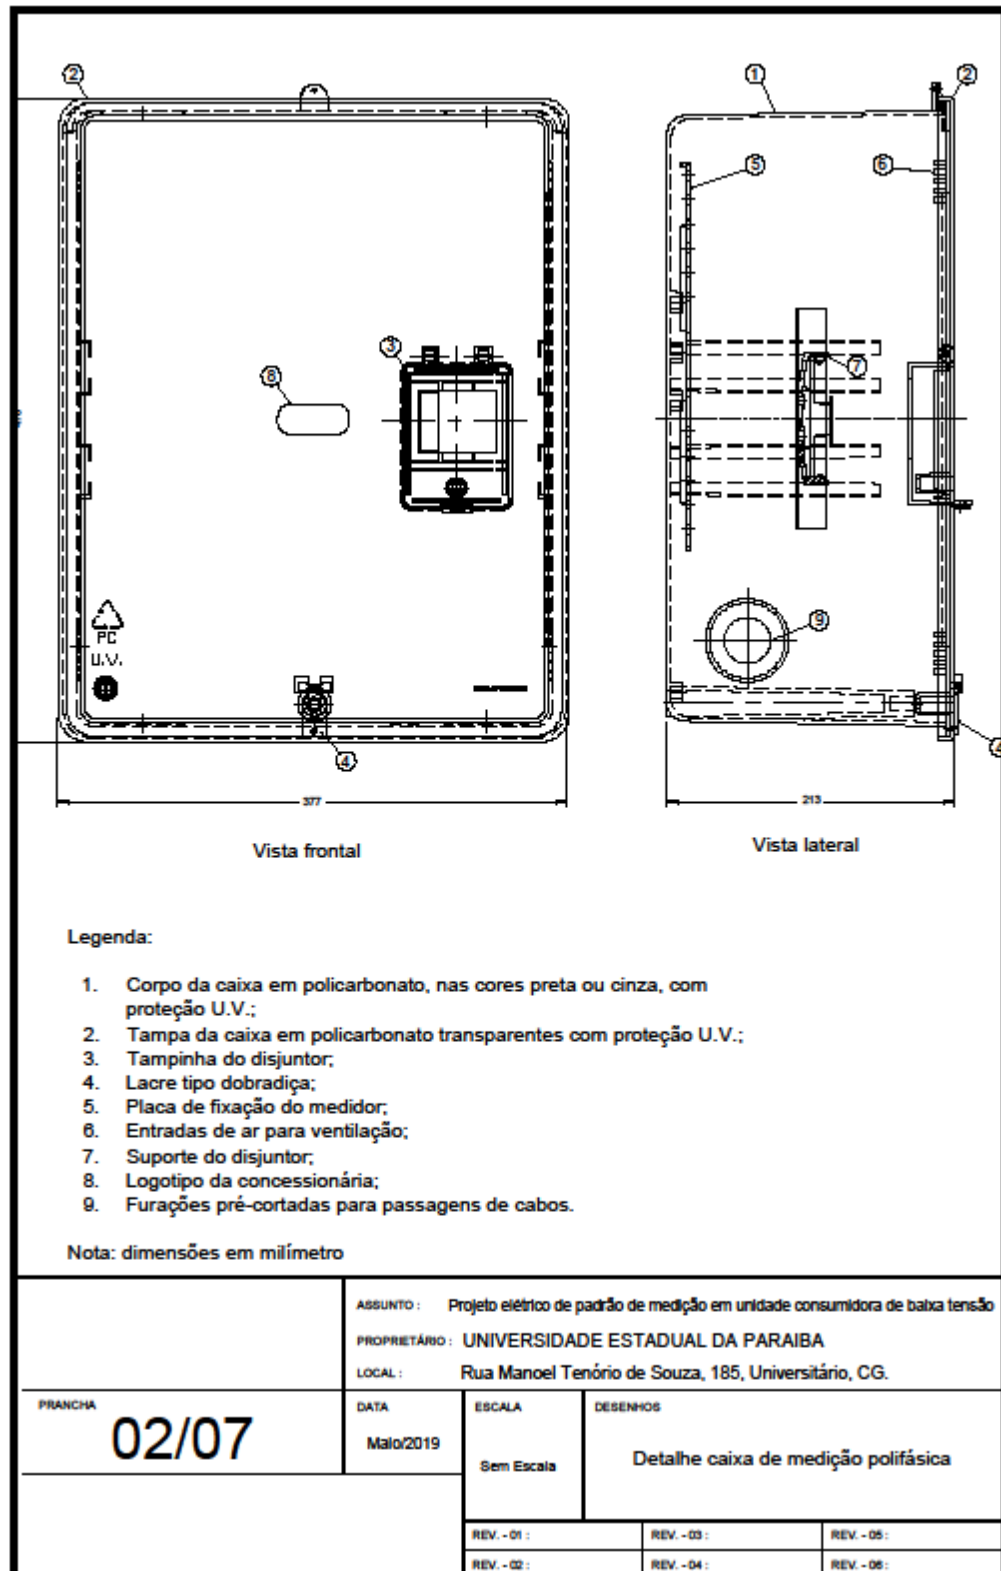 2
1
2
5
6
3
7
8
9
PC
U.V.
4
4
377
213
Vista frontal
Vista lateral
Legenda:
1. Corpo da caixa em policarbonato, nas cores preta ou cinza, com
proteção U.V.;
2. Tampa da caixa em policarbonato transparentes com proteção U.V.;
3. Tampinha do disjuntor;
4. Lacre tipo dobradiça;
5. Placa de fixação do medidor;
6. Entradas de ar para ventilação;
7. Suporte do disjuntor;
8. Logotipo da concessionária;
9. Furações pré-cortadas para passagens de cabos.
Nota: dimensões em milímetro
ASSUNTO : Projeto elétrico de padrão de medição em unidade consumidora de baixa tensão
PROPRIETÁRIO : UNIVERSIDADE ESTADUAL DA PARAIBA
LOCAL : Rua Manoel Tenório de Souza, 185, Universitário, CG.
PRANCHA
02/07
DATA
Maio/2019
ESCALA
Sem Escala
DESENHOS
Detalhe caixa de medição polifásica
REV. - 01 : REV. - 03 : REV. - 05 :
REV. - 02 : REV. - 04 : REV. - 06 :